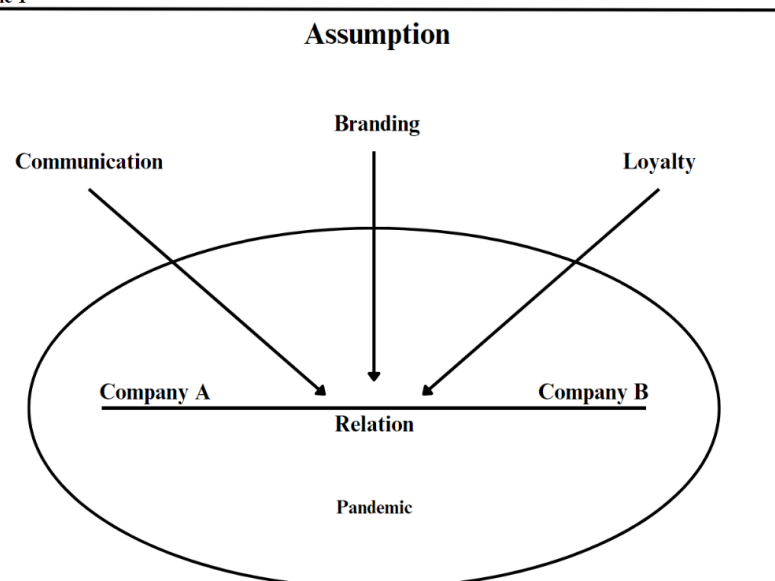 Assumption
Branding
Communication
Loyalty
Company A
Company B
Relation
Pandemic